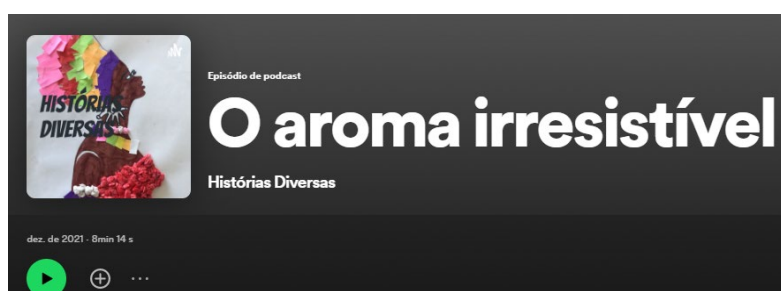 HISTÓRIAS
DIVERSAS
Episódio de podcast
O aroma irresistível
Histórias Diversas
dez. de 2021 · 8min 14 s